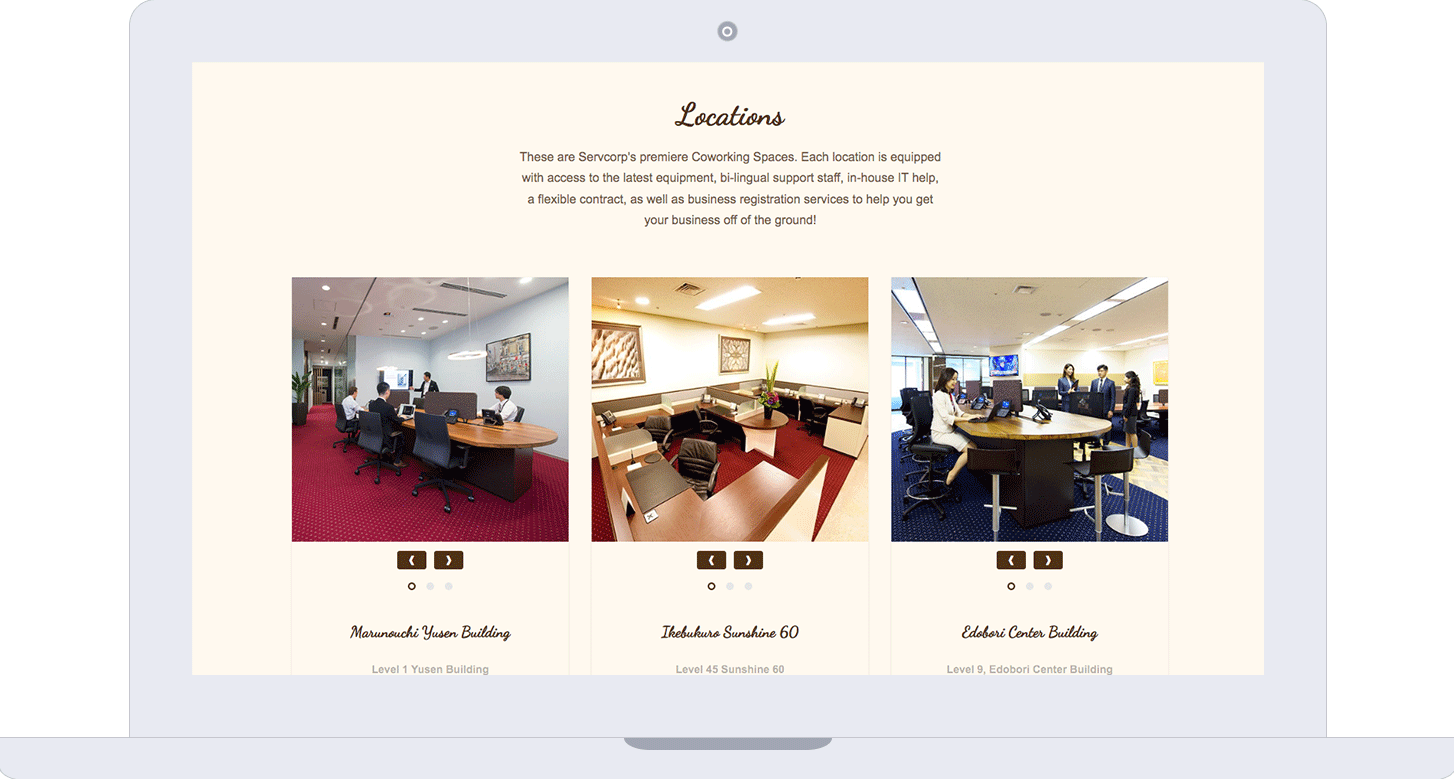 Locations
These are Servcorp's premiere Coworking Spaces. Each location is equipped
with access to the latest equipment, bi-lingual support staff, in-house IT help,
a flexible contract, as well as business registration services to help you get
your business off of the ground!
Marunouchi Yusen Building
Ikebukuro Sunshine 60
Edobori Center Building
Level 1 Yusen Building
Level 45 Sunshine 60
Level 9, Edobori Center Building